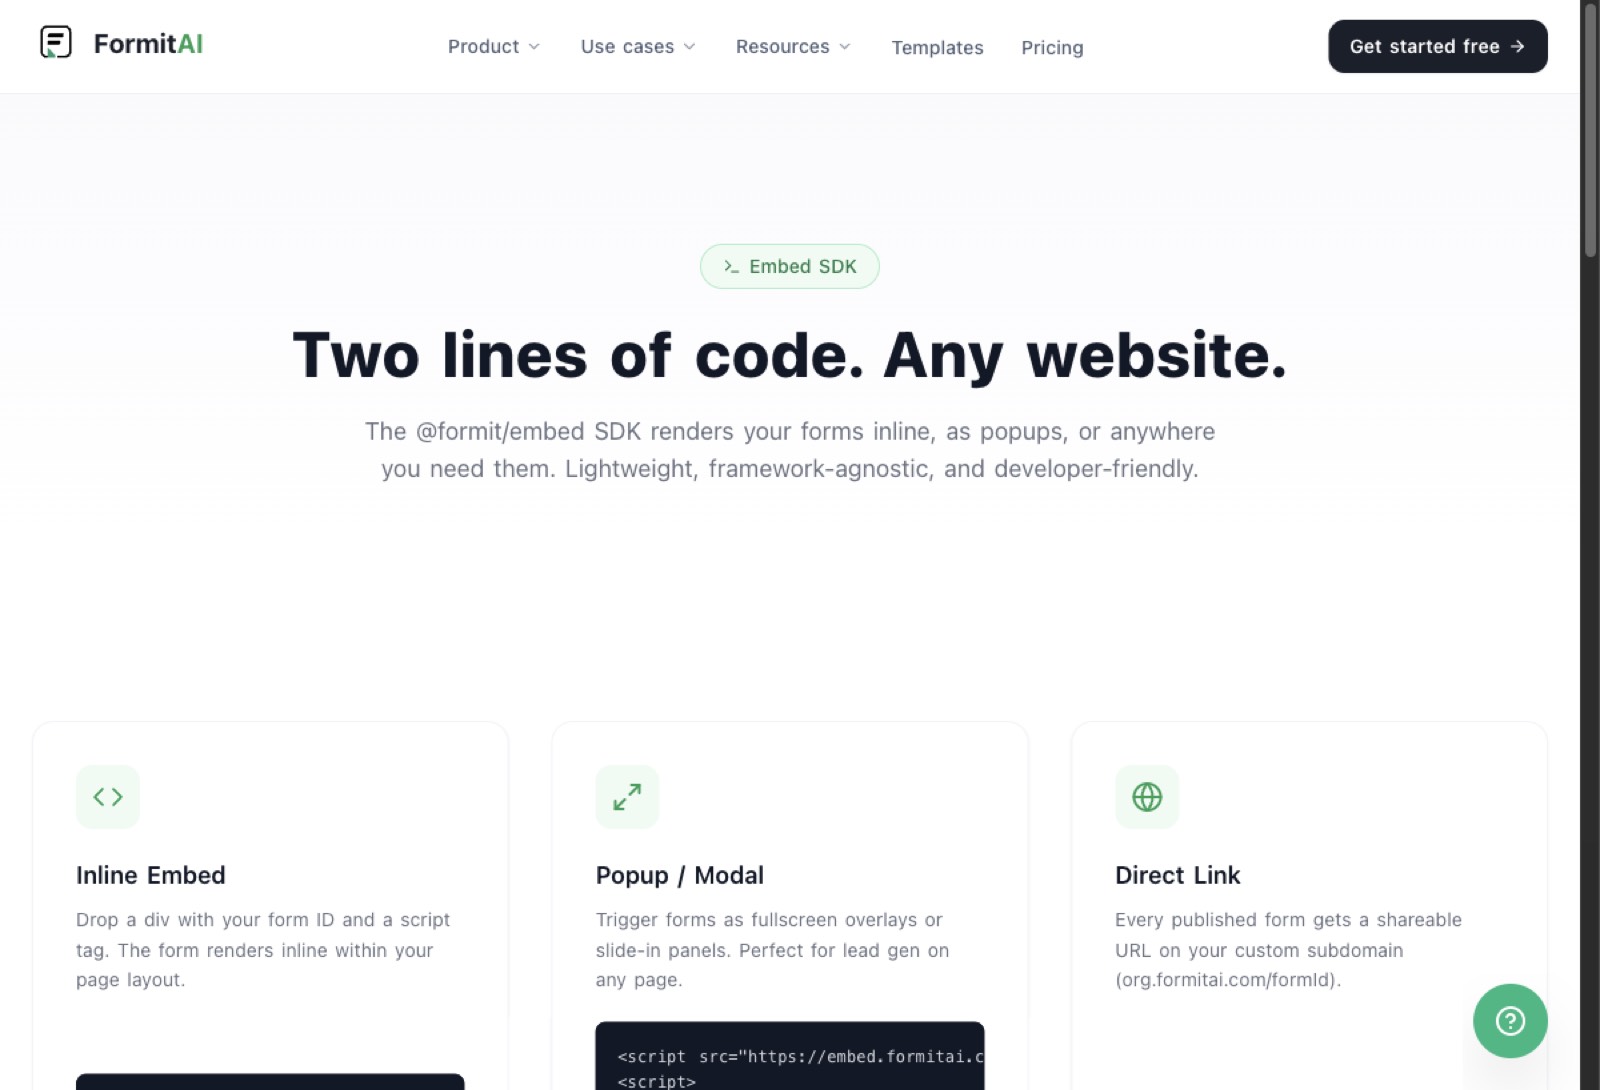 FormitAI
Product
Use cases
Resources
Templates
Pricing
Get started free →
>_ Embed SDK
Two lines of code. Any website.
The @formit/embed SDK renders your forms inline, as popups, or anywhere
you need them. Lightweight, framework-agnostic, and developer-friendly.
Inline Embed
Drop a div with your form ID and a script
tag. The form renders inline within your
page layout.
Popup / Modal
Trigger forms as fullscreen overlays or
slide-in panels. Perfect for lead gen on
any page.
<script src="https://embed.formitai.c
<script>
Direct Link
Every published form gets a shareable
URL on your custom subdomain
(org.formitai.com/formId).